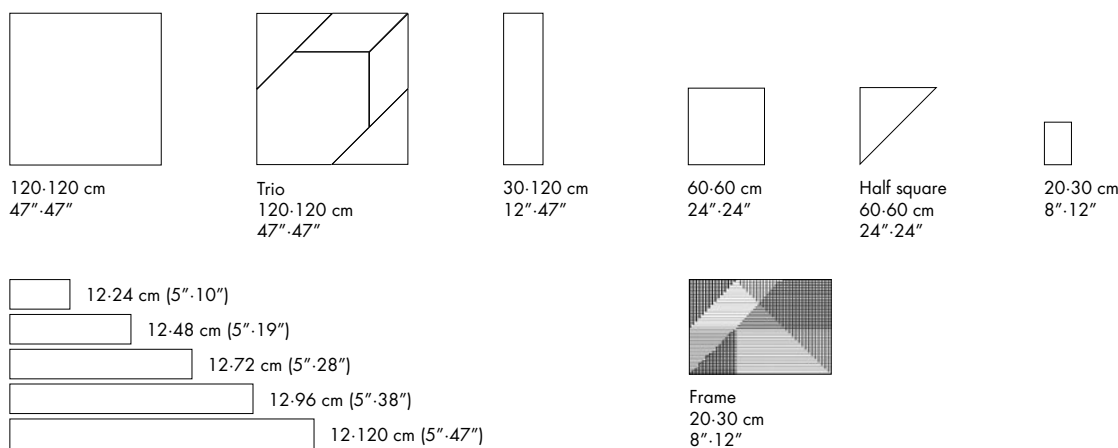 120·120 cm
47”·47”
Trio
120·120 cm
47”·47”
30·120 cm
12”·47”
60·60 cm
24”·24”
Half square
60·60 cm
24”·24”
20·30 cm
8”·12”
12·24 cm (5”·10”)
12·48 cm (5”·19”)
12·72 cm (5”·28”)
12·96 cm (5”·38”)
12·120 cm (5”·47”)
Frame
20·30 cm
8”·12”